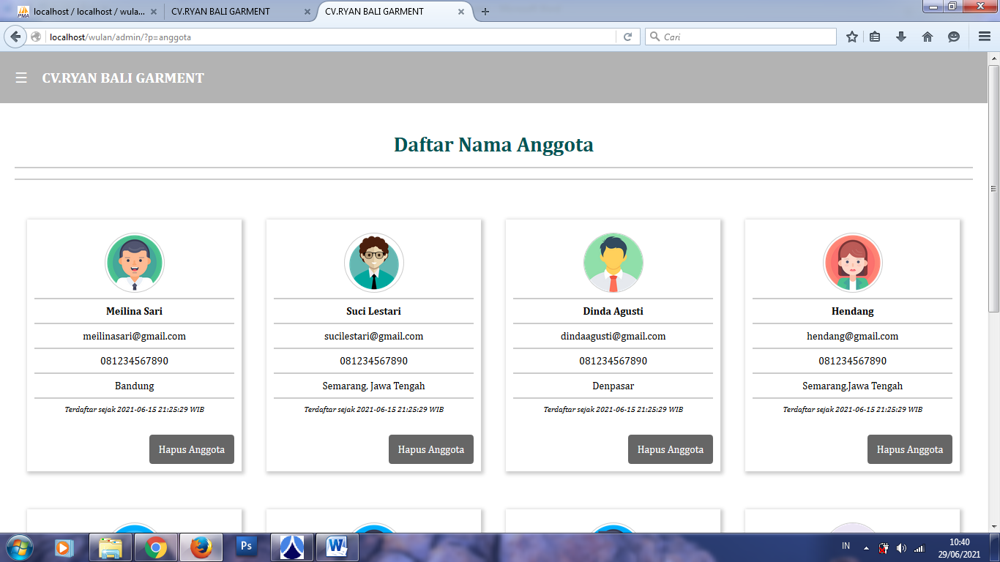 localhost / localhost / wula...
CV.RYAN BALI GARMENT
CV.RYAN BALI GARMENT
localhost/wulan/admin/?p=anggota
Cari
☰ CV.RYAN BALI GARMENT
Daftar Nama Anggota
Meilina Sari
meilinasari@gmail.com
081234567890
Bandung
Terdaftar sejak 2021-06-15 21:25:29 WIB
Hapus Anggota
Suci Lestari
sucilestari@gmail.com
081234567890
Semarang, Jawa Tengah
Terdaftar sejak 2021-06-15 21:25:29 WIB
Hapus Anggota
Dinda Agusti
dindaagusti@gmail.com
081234567890
Denpasar
Terdaftar sejak 2021-06-15 21:25:29 WIB
Hapus Anggota
Hendang
hendang@gmail.com
081234567890
Semarang,Jawa Tengah
Terdaftar sejak 2021-06-15 21:25:29 WIB
Hapus Anggota
Ps
W
IN
10:40
29/06/2021